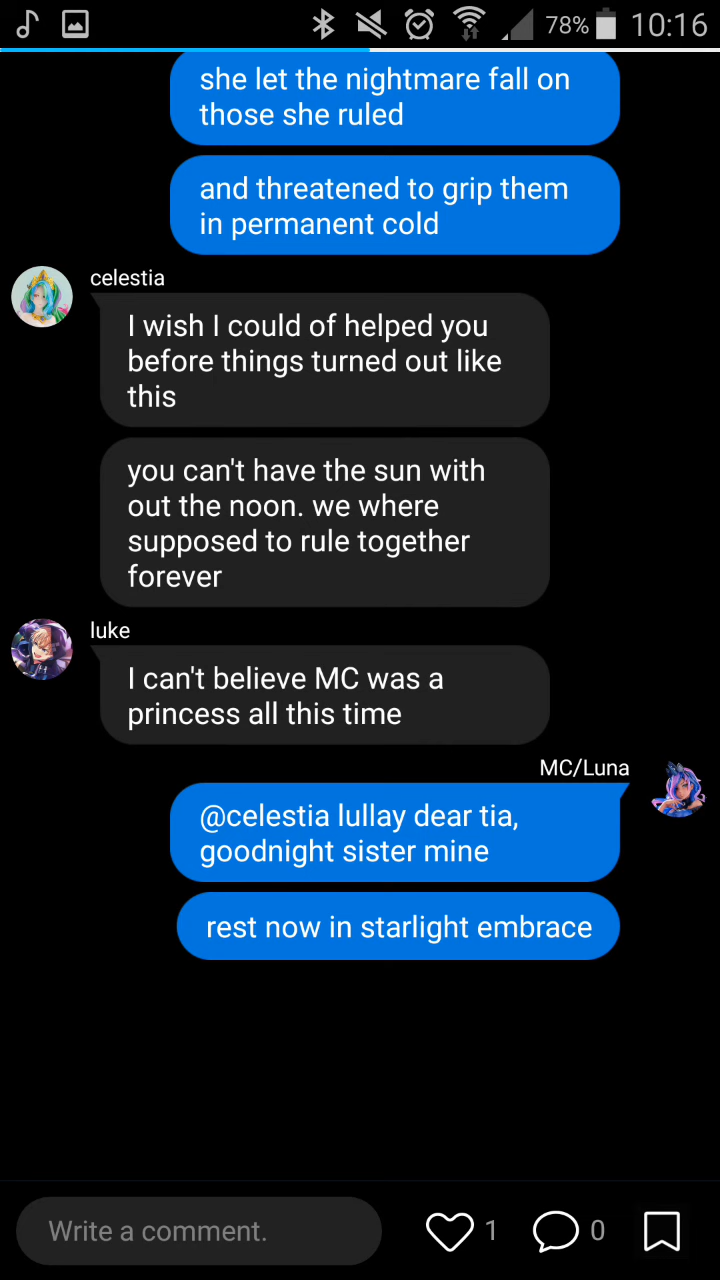 78% 10:16
she let the nightmare fall on
those she ruled
and threatened to grip them
in permanent cold
celestia
I wish I could of helped you
before things turned out like
this
you can't have the sun with
out the noon. we where
supposed to rule together
forever
luke
I can't believe MC was a
princess all this time
MC/Luna
@celestia lullay dear tia,
goodnight sister mine
rest now in starlight embrace
Write a comment. 1 0